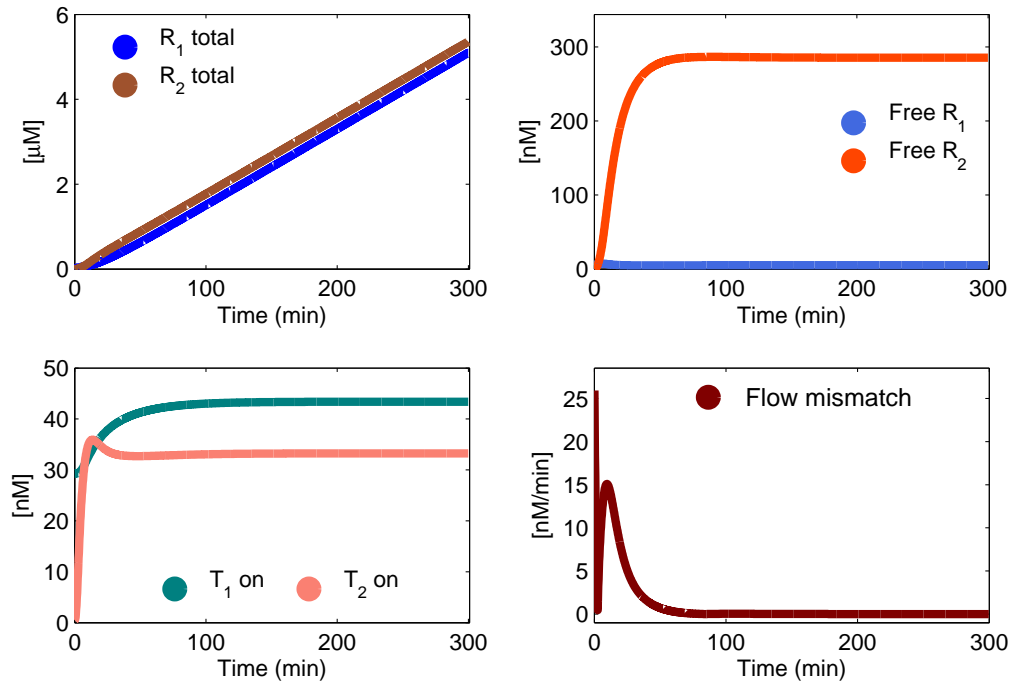 6
4
2
0
[μM]
R1 total
R2 total
0 100 200 300
Time (min)
300
200
100
0
[nM]
Free R1
Free R2
0 100 200 300
Time (min)
50
40
30
20
10
0
[nM]
T1 on
T2 on
0 100 200 300
Time (min)
25
20
15
10
5
0
[nM/min]
Flow mismatch
0 100 200 300
Time (min)